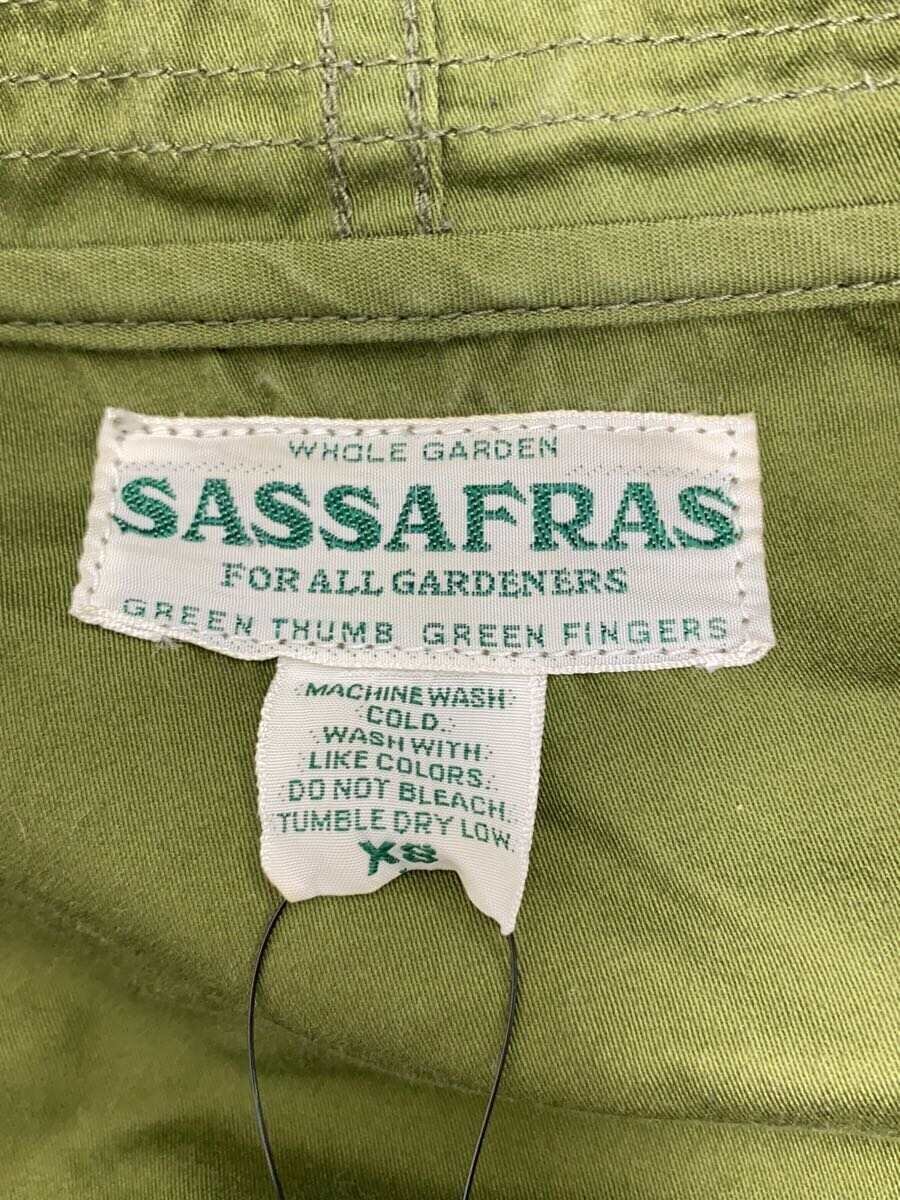 WHOLE GARDEN
SASSAFRAS
FOR ALL GARDENERS
GREEN THUMB GREEN FINGERS
MACHINE WASH
COLD.
WASH WITH
LIKE COLORS.
DO NOT BLEACH.
TUMBLE DRY LOW.
XS